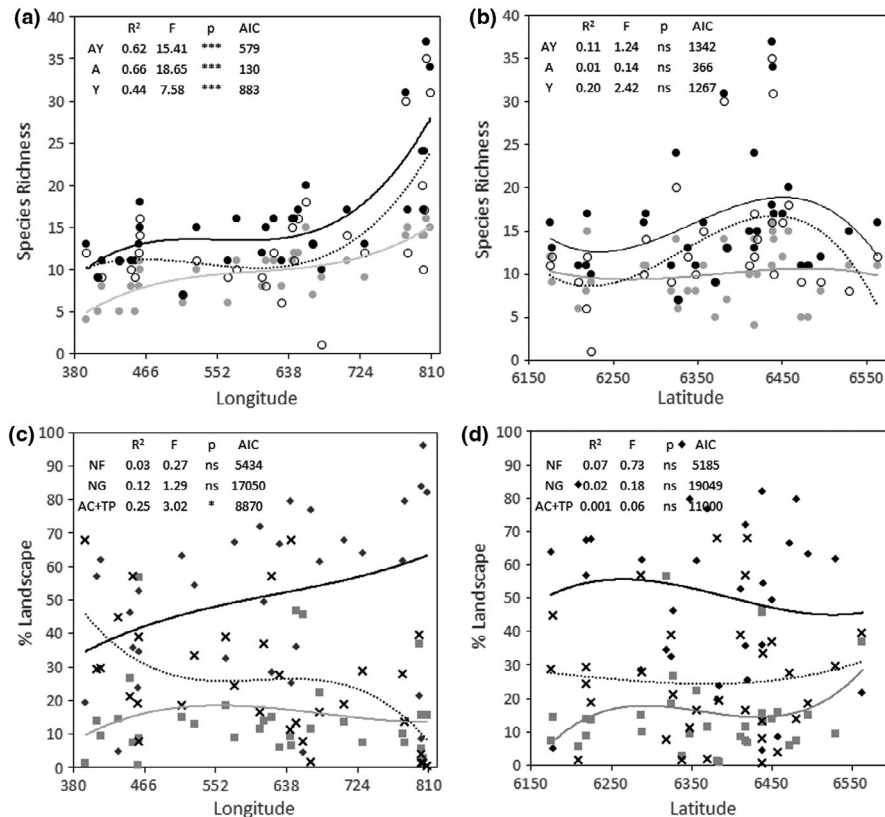 (a)
R² F p AIC
AY 0.62 15.41 *** 579
A 0.66 18.65 *** 130
Y 0.44 7.58 *** 883
Species Richness
40
35
30
25
20
15
10
5
0
380 466 552 638 724 810
Longitude
(b)
R² F p AIC
AY 0.11 1.24 ns 1342
A 0.01 0.14 ns 366
Y 0.20 2.42 ns 1267
Species Richness
40
35
30
25
20
15
10
5
0
6150 6250 6350 6450 6550
Latitude
(c)
R² F p AIC
NF 0.03 0.27 ns 5434
NG 0.12 1.29 ns 17050
AC+TP 0.25 3.02 * 8870
% Landscape
100
90
80
70
60
50
40
30
20
10
0
380 466 552 638 724 810
Longitude
(d)
R² F p AIC
NF 0.07 0.73 ns 5185
NG 0.02 0.18 ns 19049
AC+TP 0.001 0.06 ns 11000
% Landscape
100
90
80
70
60
50
40
30
20
10
0
6150 6250 6350 6450 6550
Latitude